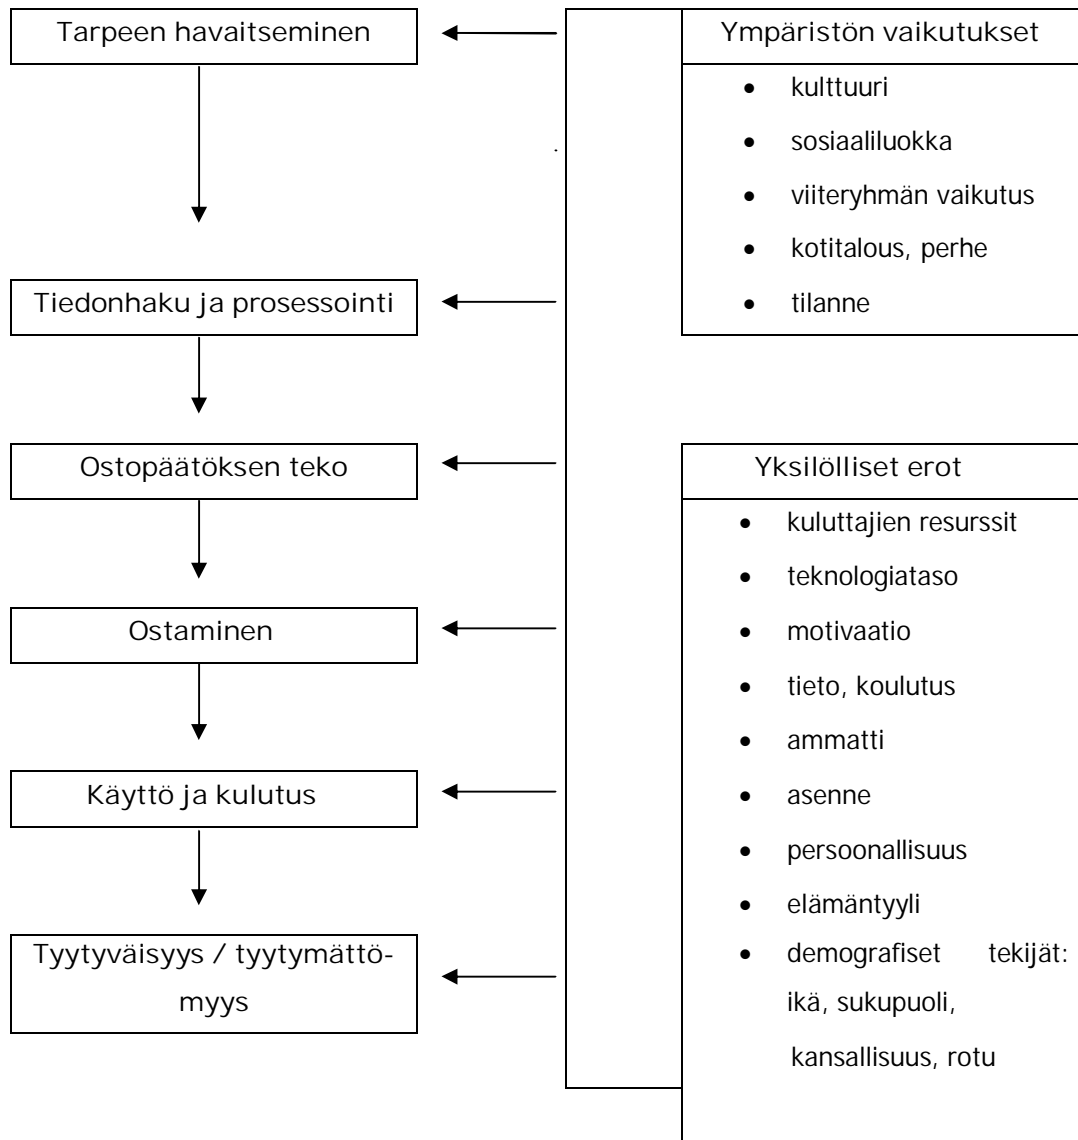 Tarpeen havaitseminen
Tiedonhaku ja prosessointi
Ostopäätöksen teko
Ostaminen
Käyttö ja kulutus
Tyytyväisyys / tyytymättö-
myys
Ympäristön vaikutukset
• kulttuuri
• sosiaaliluokka
• viiteryhmän vaikutus
• kotitalous, perhe
• tilanne
Yksilölliset erot
• kuluttajien resurssit
• teknologiataso
• motivaatio
• tieto, koulutus
• ammatti
• asenne
• persoonallisuus
• elämäntyyli
• demografiset tekijät:
ikä, sukupuoli,
kansallisuus, rotu